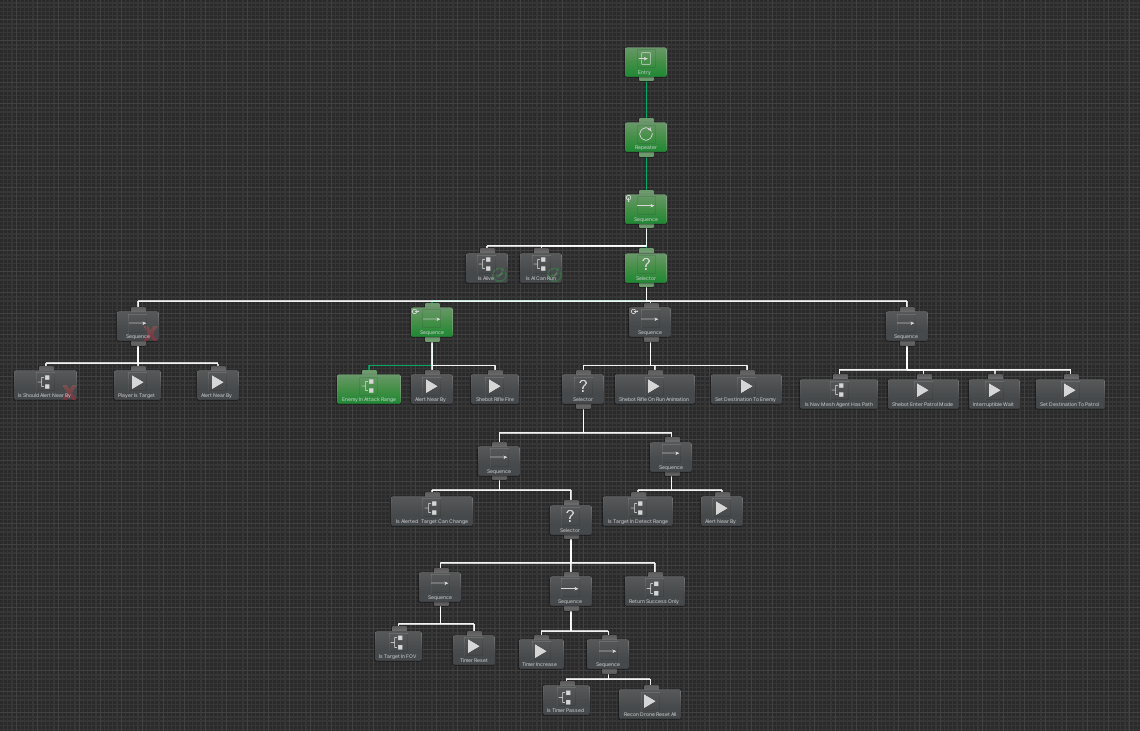 Entry
Repeater
Sequence
Is Alive
Is AI Can Run
Selector
Sequence
Sequence
Sequence
Sequence
Is Should Alert Near By
Player Is Target
Alert Near By
Enemy In Attack Range
Alert Near By
Shebot Rifle Fire
Selector
Shebot Rifle On Run Animation
Set Destination To Enemy
Is Nav Mesh Agent Has Path
Shebot Enter Patrol Mode
Interruptible Wait
Set Destination To Patrol
Sequence
Sequence
Is Alerted Target Can Change
Selector
Is Target In Detect Range
Alert Near By
Sequence
Sequence
Return Success Only
Is Target In FOV
Timer Reset
Timer Increase
Sequence
Is Timer Passed
Recon Drone Reset All